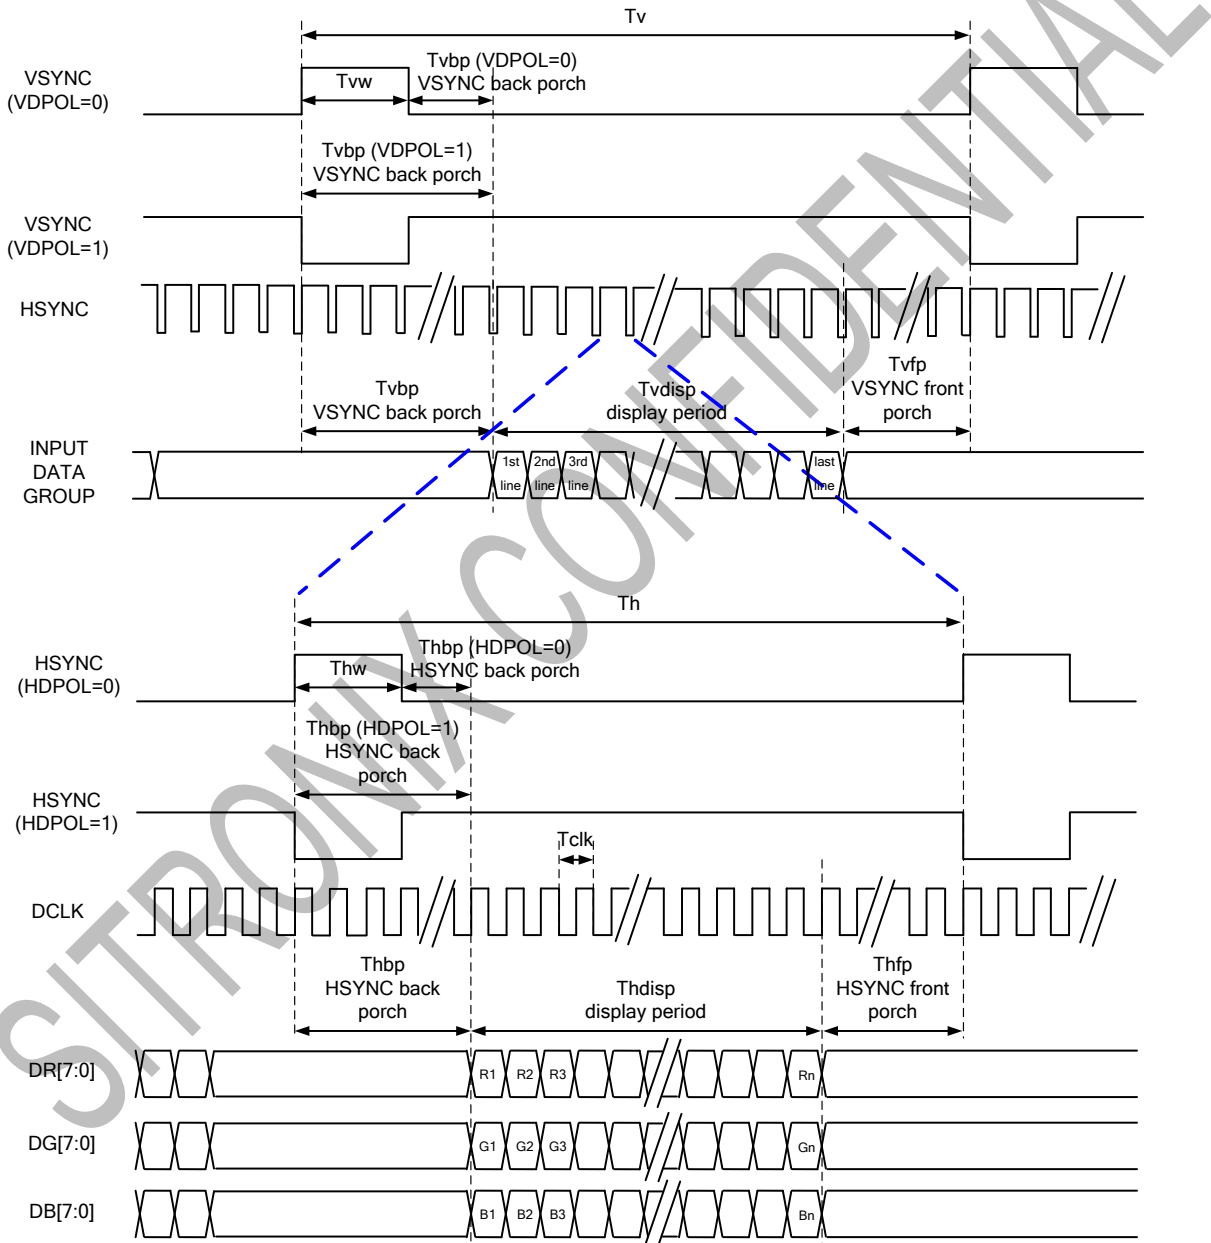 Tv
VSYNC
(VDPOL=0)
Tvw
Tvbp (VDPOL=0)
VSYNC back porch
Tvbp (VDPOL=1)
VSYNC back porch
VSYNC
(VDPOL=1)
HSYNC
Tvbp
VSYNC back porch
Tvdisp
display period
Tvfp
VSYNC front
porch
INPUT
DATA
GROUP
1st
line
2nd
line
3rd
line
last
line
Th
HSYNC
(HDPOL=0)
Thw
Thbp (HDPOL=0)
HSYNC back porch
Thbp (HDPOL=1)
HSYNC back
porch
HSYNC
(HDPOL=1)
Tclk
DCLK
Thbp
HSYNC back
porch
Thdisp
display period
Thfp
HSYNC front
porch
DR[7:0]
R1
R2
R3
Rn
DG[7:0]
G1
G2
G3
Gn
DB[7:0]
B1
B2
B3
Bn
SITRONIX CONFIDENTIAL